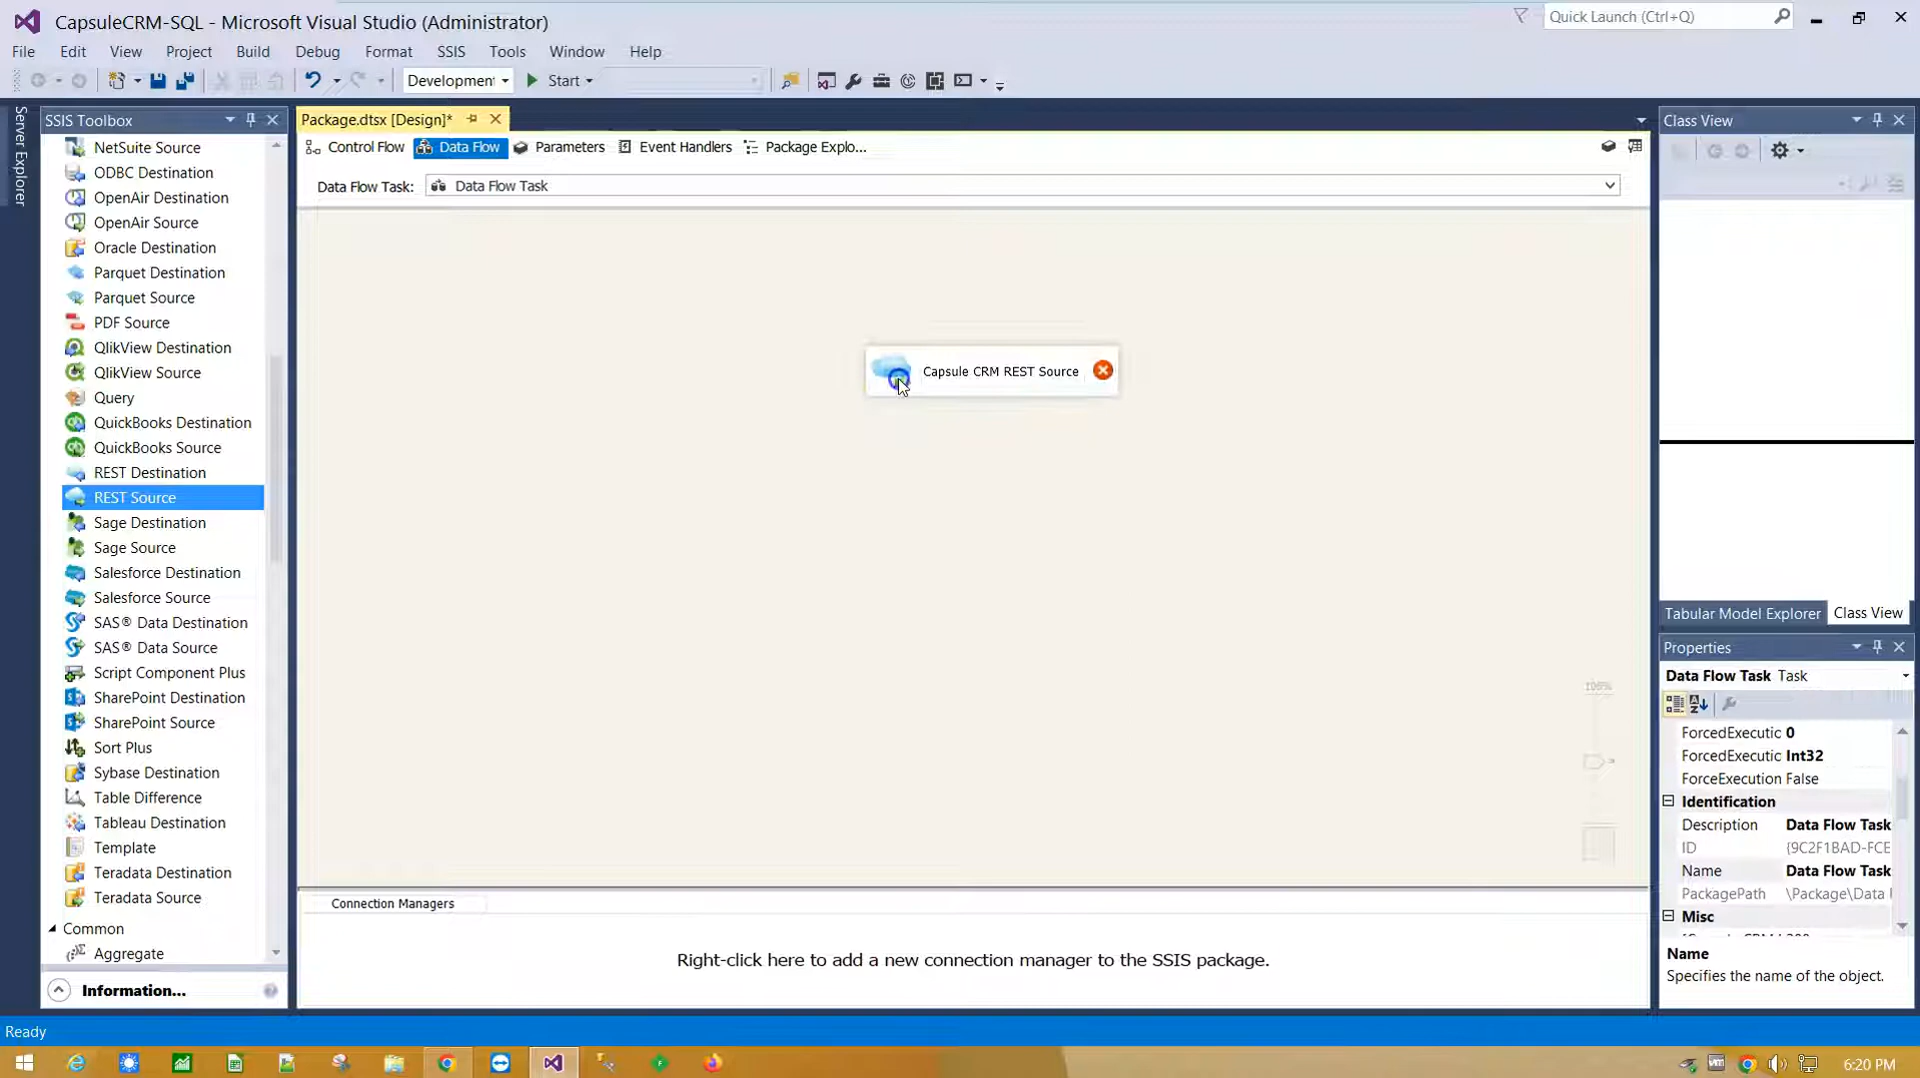 CapsuleCRM-SQL - Microsoft Visual Studio (Administrator)
Quick Launch (Ctrl+Q)
File Edit View Project Build Debug Format SSIS Tools Window Help
Development Start
Server Explorer
SSIS Toolbox
NetSuite Source
ODBC Destination
OpenAir Destination
OpenAir Source
Oracle Destination
Parquet Destination
Parquet Source
PDF Source
QlikView Destination
QlikView Source
Query
QuickBooks Destination
QuickBooks Source
REST Destination
REST Source
Sage Destination
Sage Source
Salesforce Destination
Salesforce Source
SAS® Data Destination
SAS® Data Source
Script Component Plus
SharePoint Destination
SharePoint Source
Sort Plus
Sybase Destination
Table Difference
Tableau Destination
Template
Teradata Destination
Teradata Source
Common
Aggregate
Information...
Package.dtsx [Design]*
Control Flow Data Flow Parameters Event Handlers Package Explo...
Data Flow Task: Data Flow Task
Capsule CRM REST Source
100%
Connection Managers
Right-click here to add a new connection manager to the SSIS package.
Class View
Tabular Model Explorer Class View
Properties
Data Flow Task Task
ForcedExecutic 0
ForcedExecutic Int32
ForceExecution False
Identification
Description Data Flow Task
ID {9C2F1BAD-FCE
Name Data Flow Task
PackagePath \Package\Data
Misc
Name
Specifies the name of the object.
Ready
6:20 PM